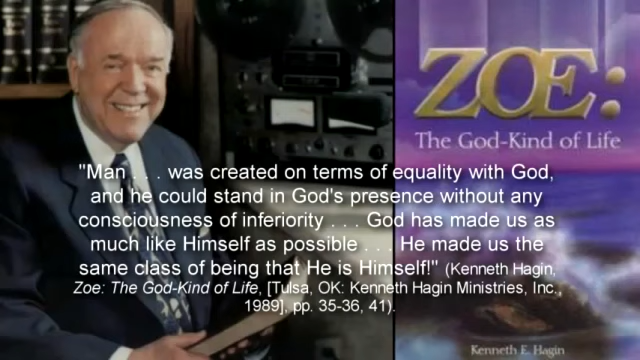 ZOE:
The God-Kind of Life
"Man . . . was created on terms of equality with God,
and he could stand in God's presence without any
consciousness of inferiority . . . God has made us as
much like Himself as possible . . . He made us the
same class of being that He is Himself!" (Kenneth Hagin,
Zoe: The God-Kind of Life, [Tulsa, OK: Kenneth Hagin Ministries, Inc.,
1989], pp. 35-36, 41).
Kenneth E. Hagin